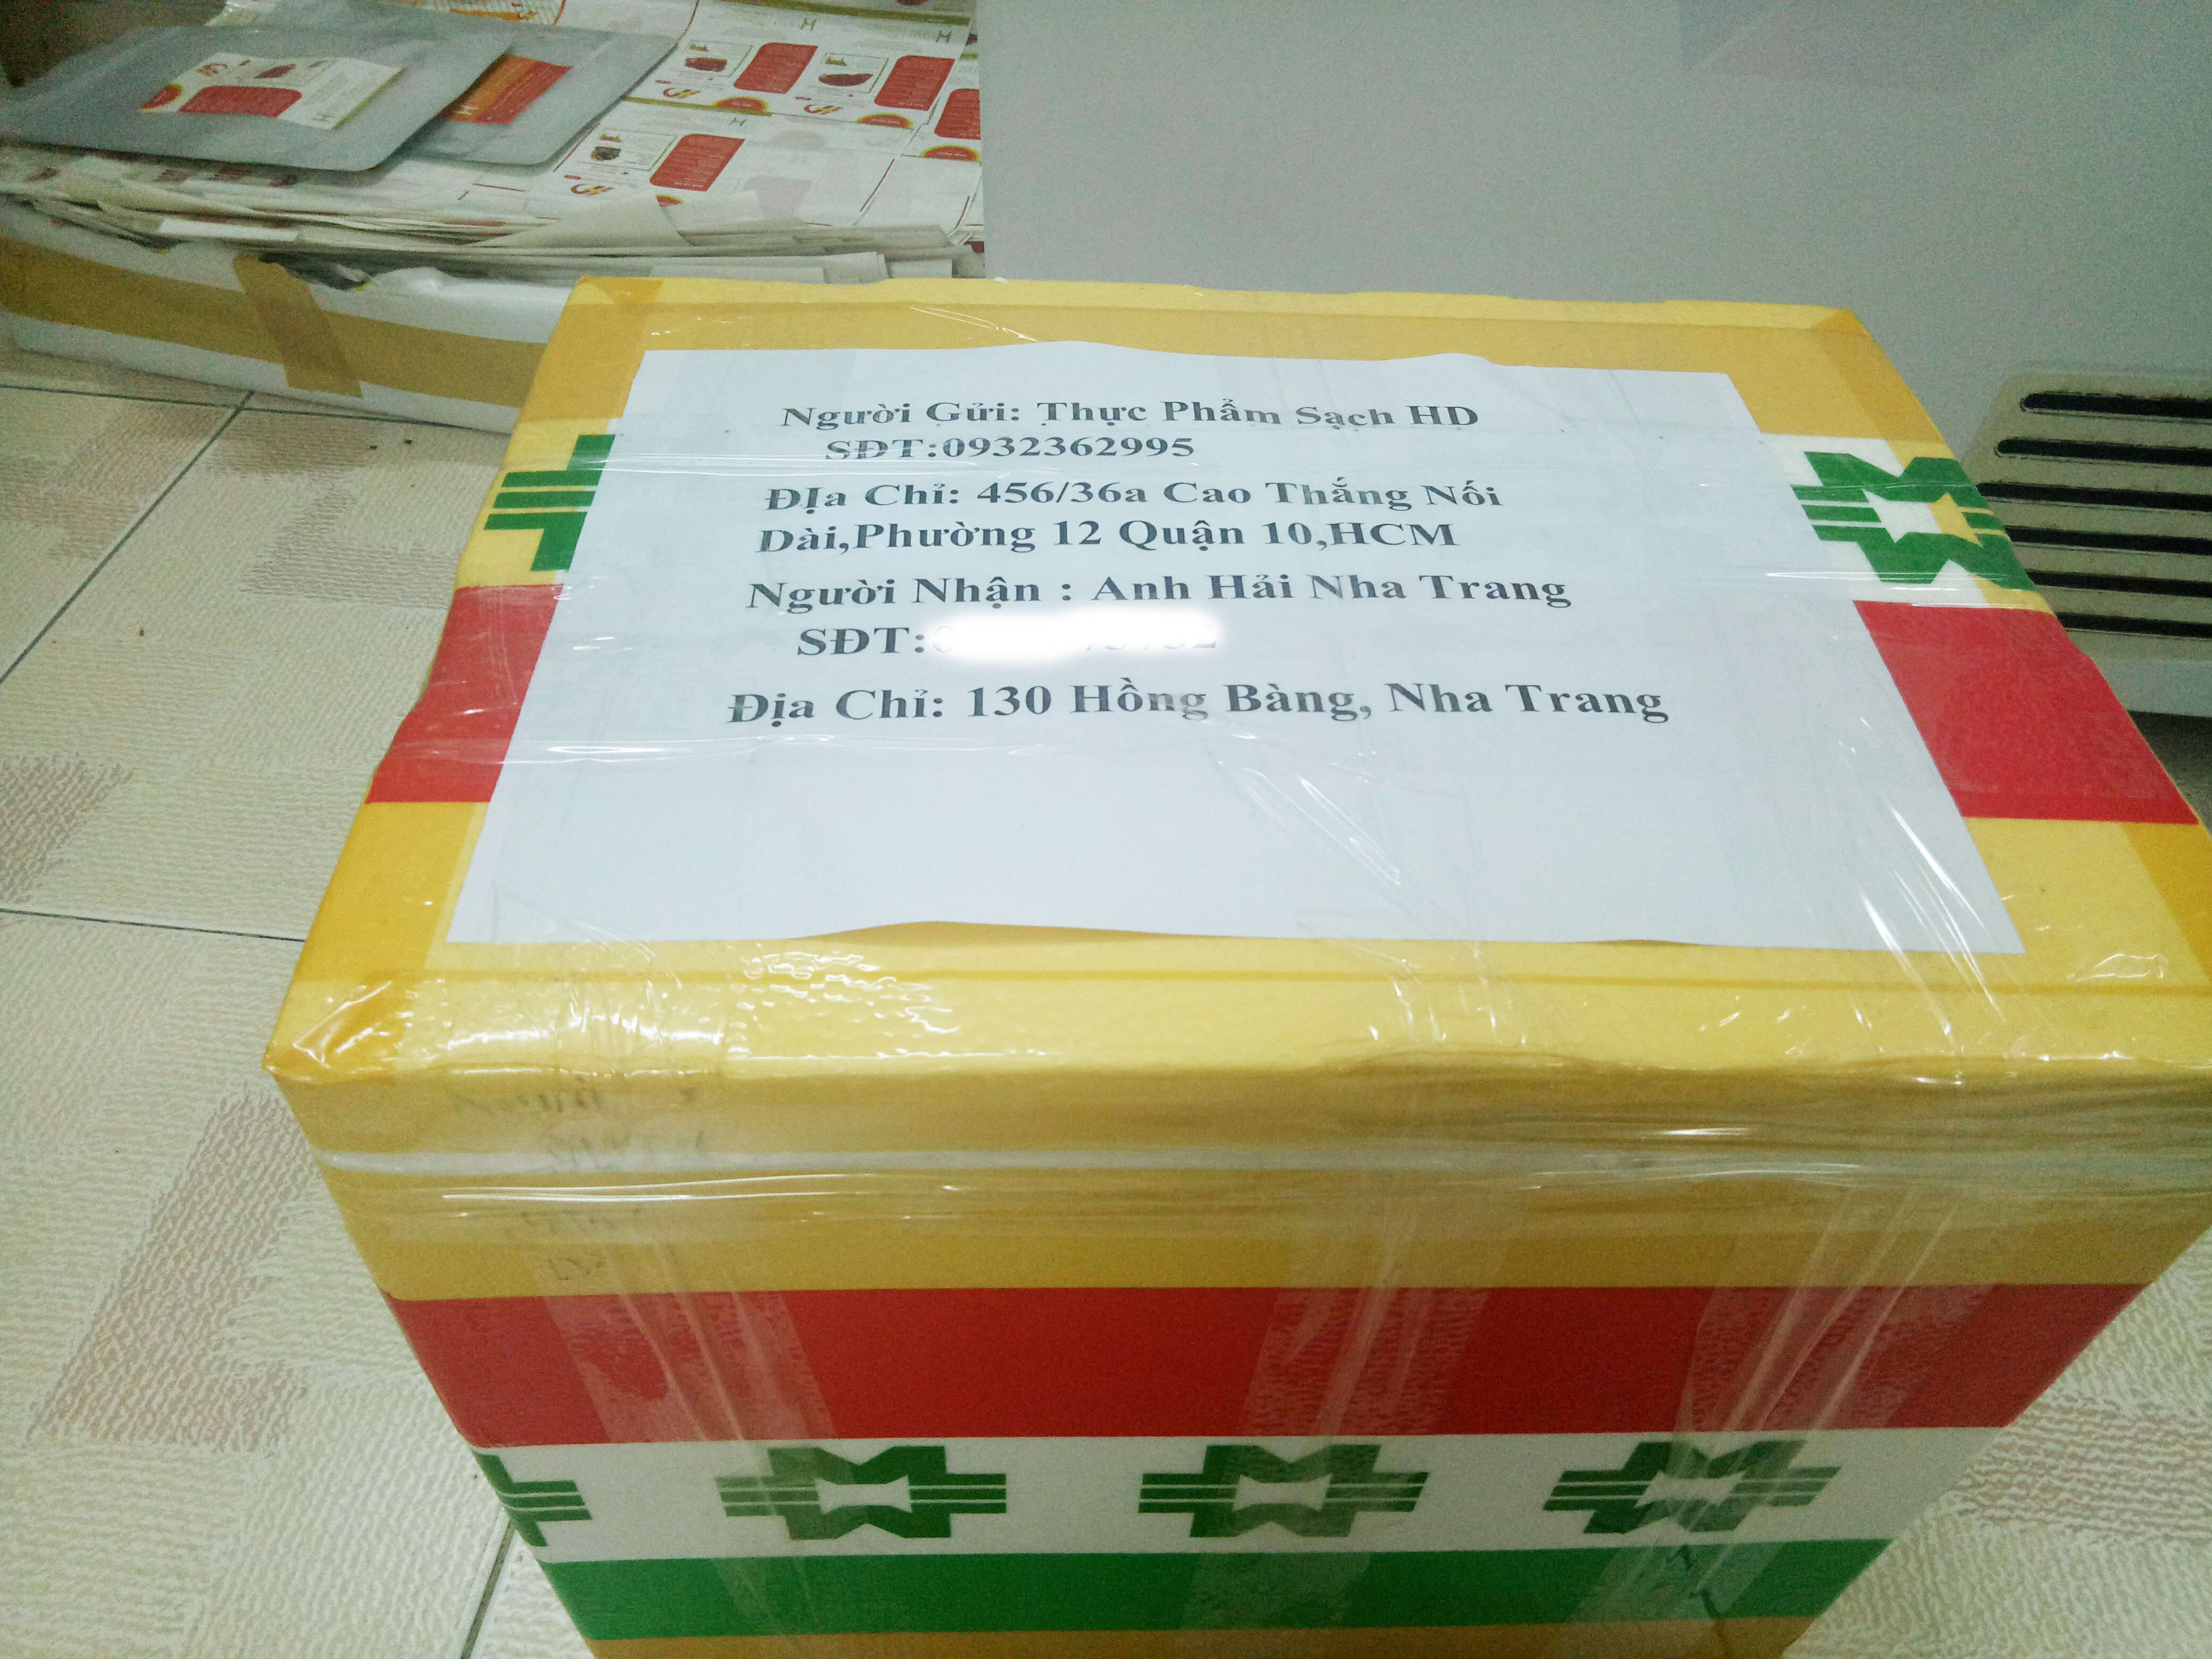 Người Gửi: Thực Phẩm Sạch HD
SĐT:0932362995
ĐIa Chỉ: 456/36a Cao Thắng Nối
Dài,Phường 12 Quận 10,HCM
Người Nhận : Anh Hải Nha Trang
SĐT:
Địa Chỉ: 130 Hồng Bàng, Nha Trang